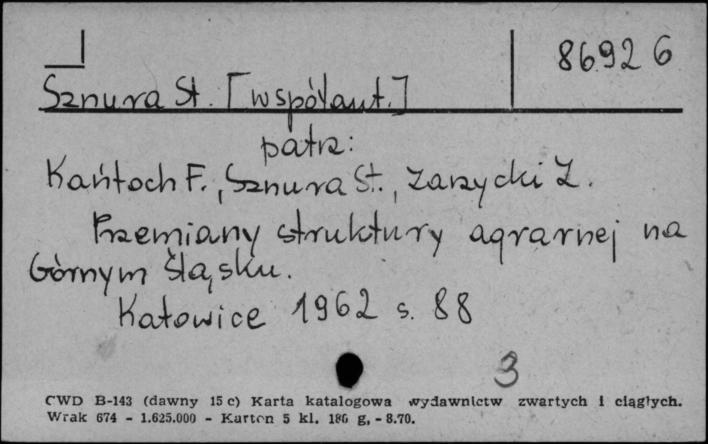 86926
Sznura St. [współaut.]
patrz:
Kańtoch F., Sznura St., Zarzycki Z.
Przemiany struktury agrarnej na
Górnym Śląsku.
Katowice 1962 s. 88
3
CWD B-143 (dawny 15 c) Karta katalogowa wydawnictw zwartych i ciągłych.
Wrak 674 - 1.625.000 - Karton 5 kl. 180 g, - 8.70.